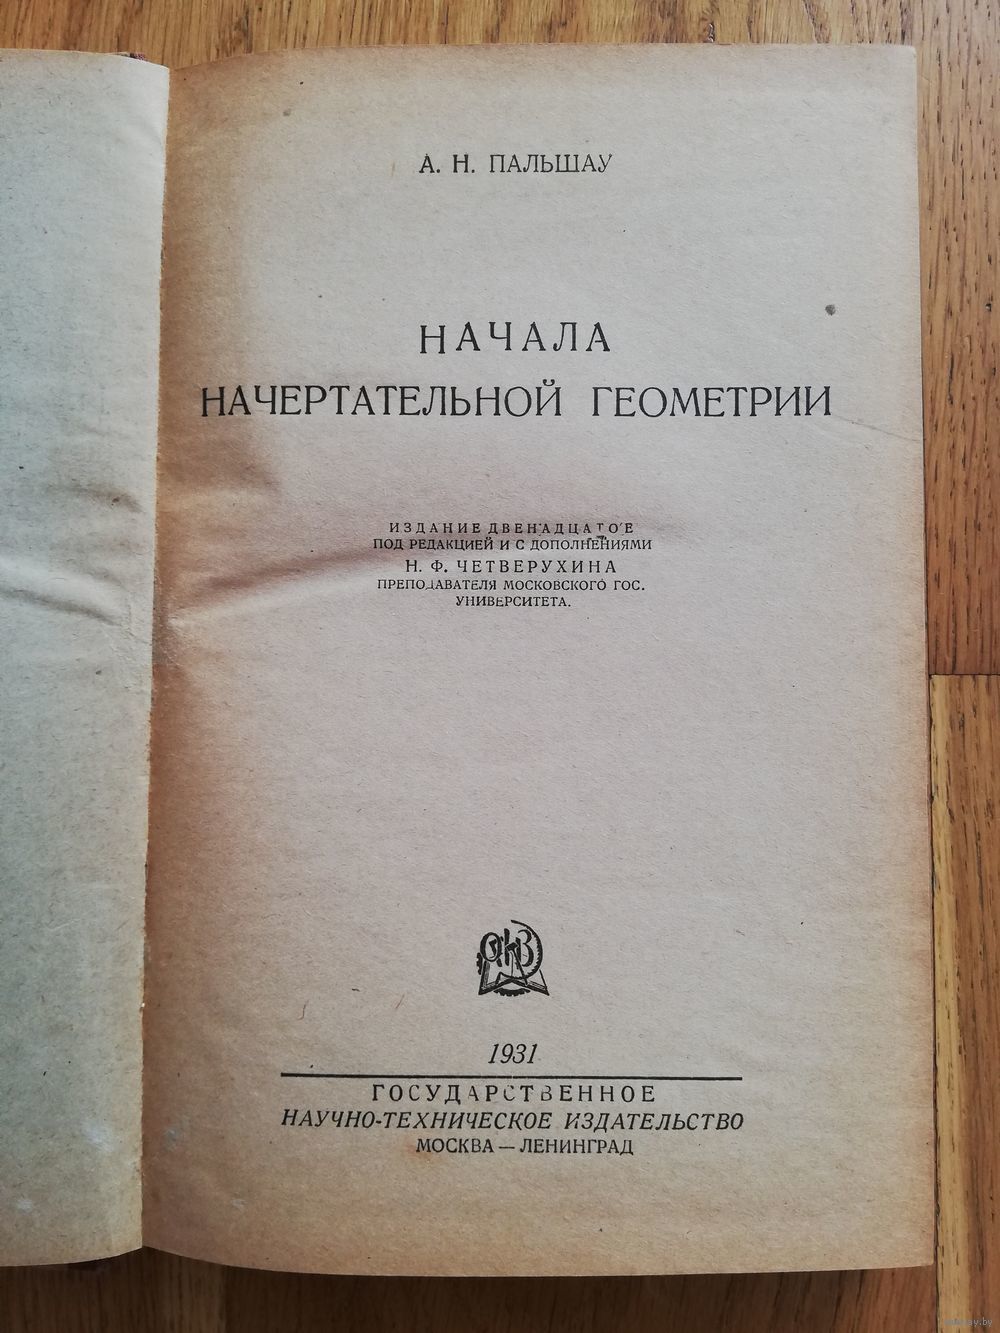 А. Н. ПАЛЬШАУ
НАЧАЛА
НАЧЕРТАТЕЛЬНОЙ ГЕОМЕТРИИ
ИЗДАНИЕ ДВЕНАДЦАТОЕ
ПОД РЕДАКЦИЕЙ И С ДОПОЛНЕНИЯМИ
Н. Ф. ЧЕТВЕРУХИНА
ПРЕПОДАВАТЕЛЯ МОСКОВСКОГО ГОС.
УНИВЕРСИТЕТА.
1931
ГОСУДАРСТВЕННОЕ
НАУЧНО-ТЕХНИЧЕСКОЕ ИЗДАТЕЛЬСТВО
МОСКВА — ЛЕНИНГРАД